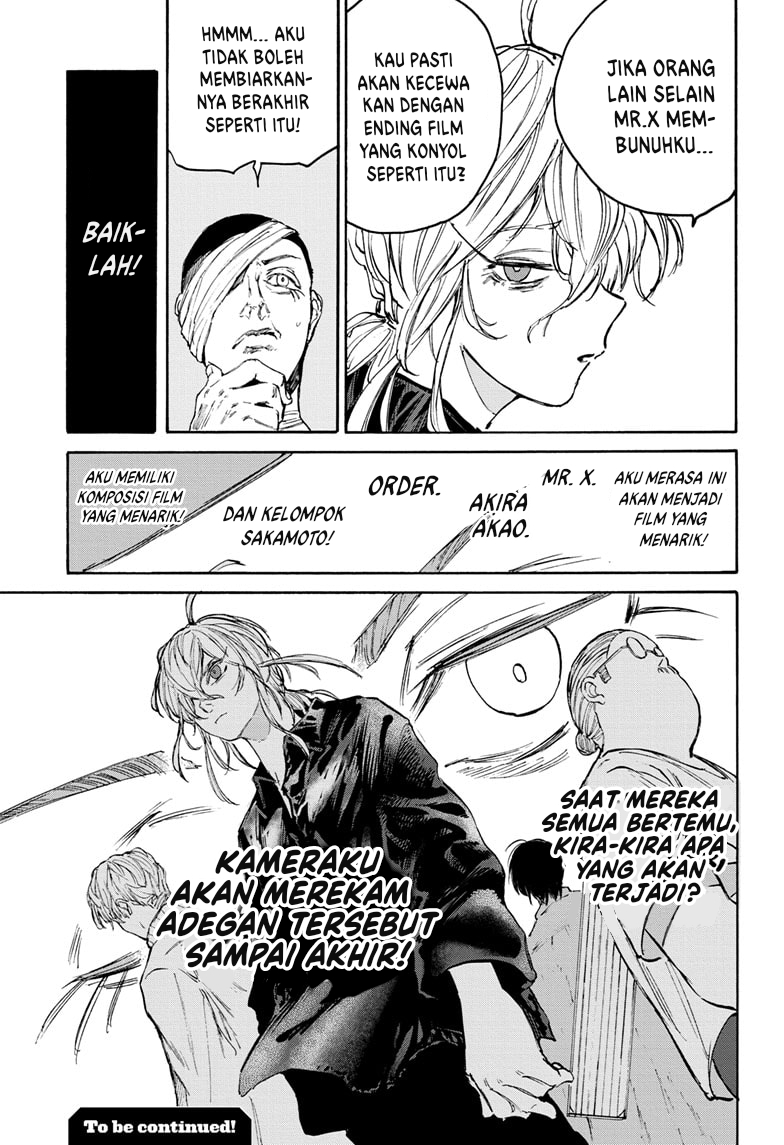 JIKA ORANG
LAIN SELAIN
MR.X MEM-
BUNUHKU...
KAU PASTI
AKAN KECEWA
KAN DENGAN
ENDING FILM
YANG KONYOL
SEPERTI ITU?
HMMM... AKU
TIDAK BOLEH
MEMBIARKAN-
NYA BERAKHIR
SEPERTI ITU!
BAIK-
LAH!
AKU MERASA INI
AKAN MENJADI
FILM YANG
MENARIK!
MR. X.
AKIRA
AKAO.
ORDER.
DAN KELOMPOK
SAKAMOTO!
AKU MEMILIKI
KOMPOSISI FILM
YANG MENARIK!
SAAT MEREKA
SEMUA BERTEMU,
KIRA-KIRA APA
YANG AKAN
TERJADI?
KAMERAKU
AKAN MEREKAM
ADEGAN TERSEBUT
SAMPAI AKHIR!
To be continued!